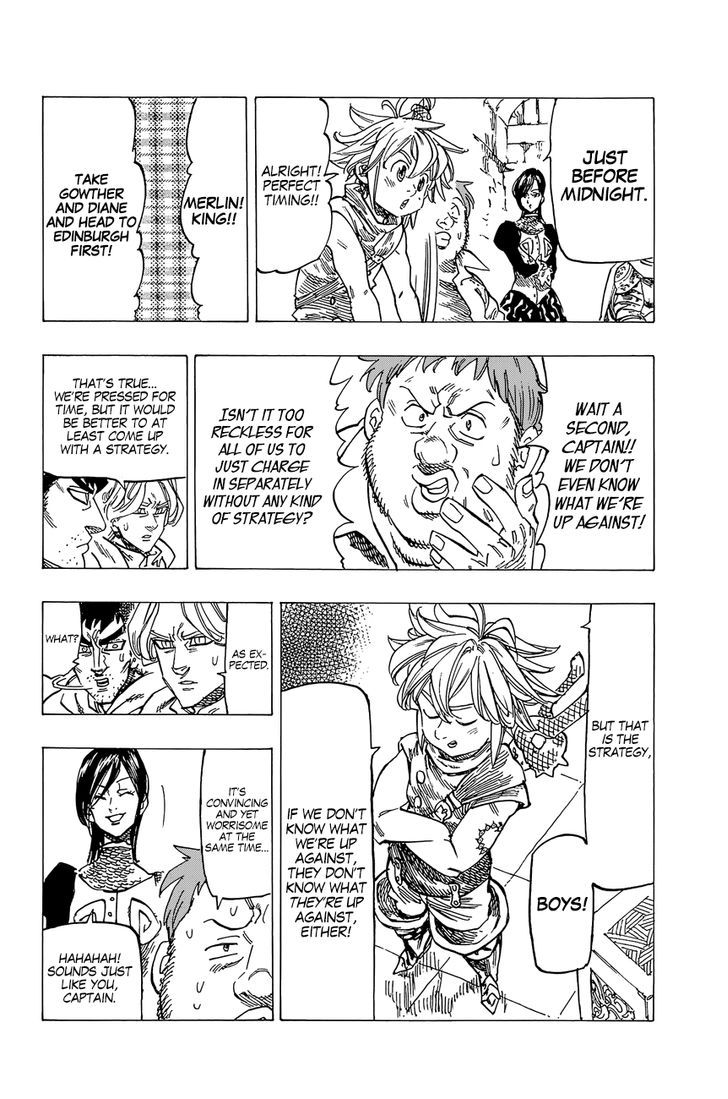 JUST
BEFORE
MIDNIGHT.
ALRIGHT!
PERFECT
TIMING!!
MERLIN!
KING!!
TAKE
GOWTHER
AND DIANE
AND HEAD TO
EDINBURGH
FIRST!
WAIT A
SECOND,
CAPTAIN!!
WE DON'T
EVEN KNOW
WHAT WE'RE
UP AGAINST!
ISN'T IT TOO
RECKLESS FOR
ALL OF US TO
JUST CHARGE
IN SEPARATELY
WITHOUT ANY KIND
OF STRATEGY?
THAT'S TRUE...
WE'RE PRESSED FOR
TIME, BUT IT WOULD
BE BETTER TO AT
LEAST COME UP
WITH A STRATEGY.
BUT THAT
IS THE
STRATEGY,
BOYS!
IF WE DON'T
KNOW WHAT
WE'RE UP
AGAINST,
THEY DON'T
KNOW WHAT
THEY'RE UP
AGAINST,
EITHER!
AS EX-
PECTED.
WHAT?
IT'S
CONVINCING
AND YET
WORRISOME
AT THE
SAME TIME...
HAHAHAH!
SOUNDS JUST
LIKE YOU,
CAPTAIN.